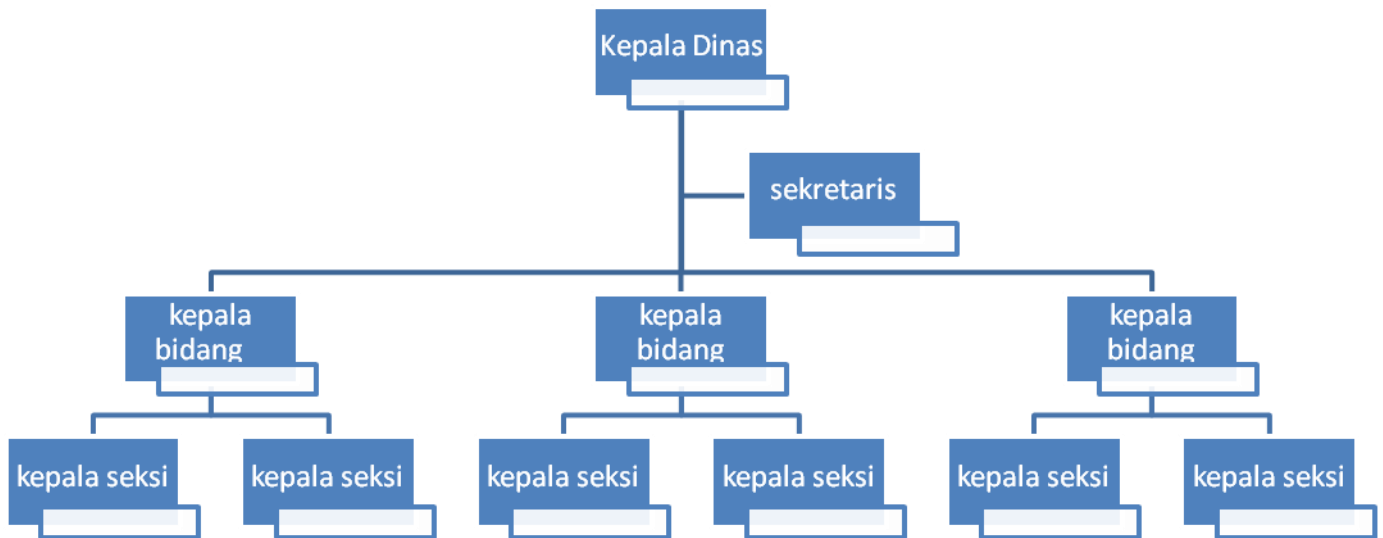 Kepala Dinas
sekretaris
kepala
bidang
kepala
bidang
kepala
bidang
kepala seksi
kepala seksi
kepala seksi
kepala seksi
kepala seksi
kepala seksi